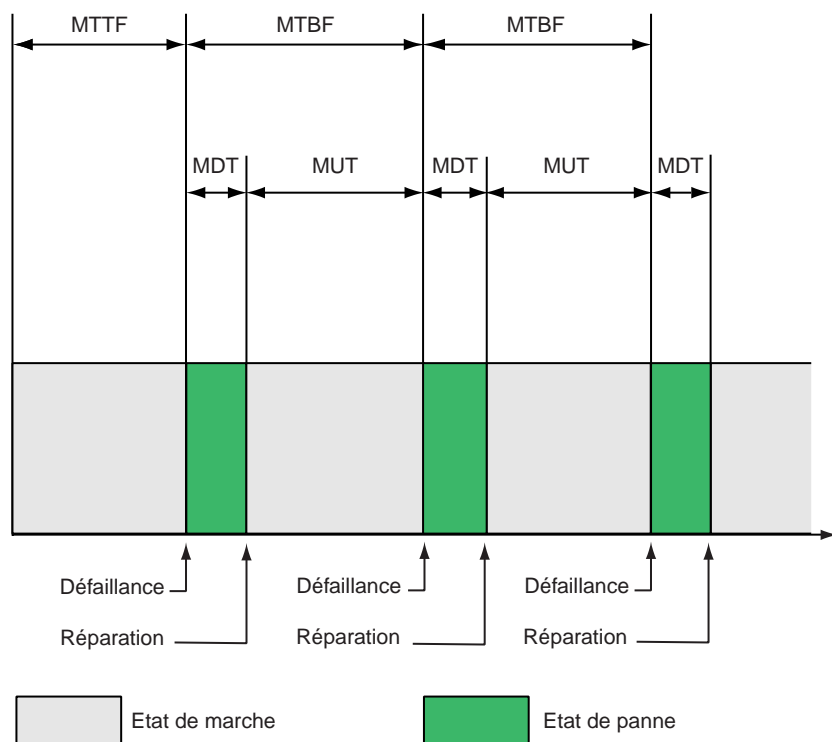 MTTF MTBF MTBF
MDT MUT MDT MUT MDT
Défaillance Défaillance Défaillance
Réparation Réparation Réparation
Etat de marche Etat de panne